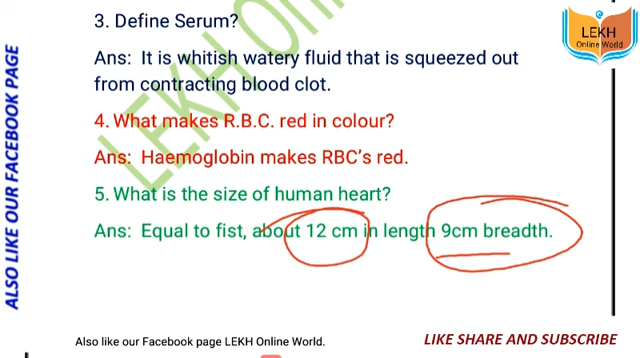 LEKH
Online World
3. Define Serum?
Ans: It is whitish watery fluid that is squeezed out
from contracting blood clot.
4. What makes R.B.C. red in colour?
Ans: Haemoglobin makes RBC's red.
5. What is the size of human heart?
Ans: Equal to fist, about 12 cm in length 9cm breadth.
ALSO LIKE OUR FACEBOOK PAGE
LEKH Onlin
Also like our Facebook page LEKH Online World.
LIKE SHARE AND SUBSCRIBE